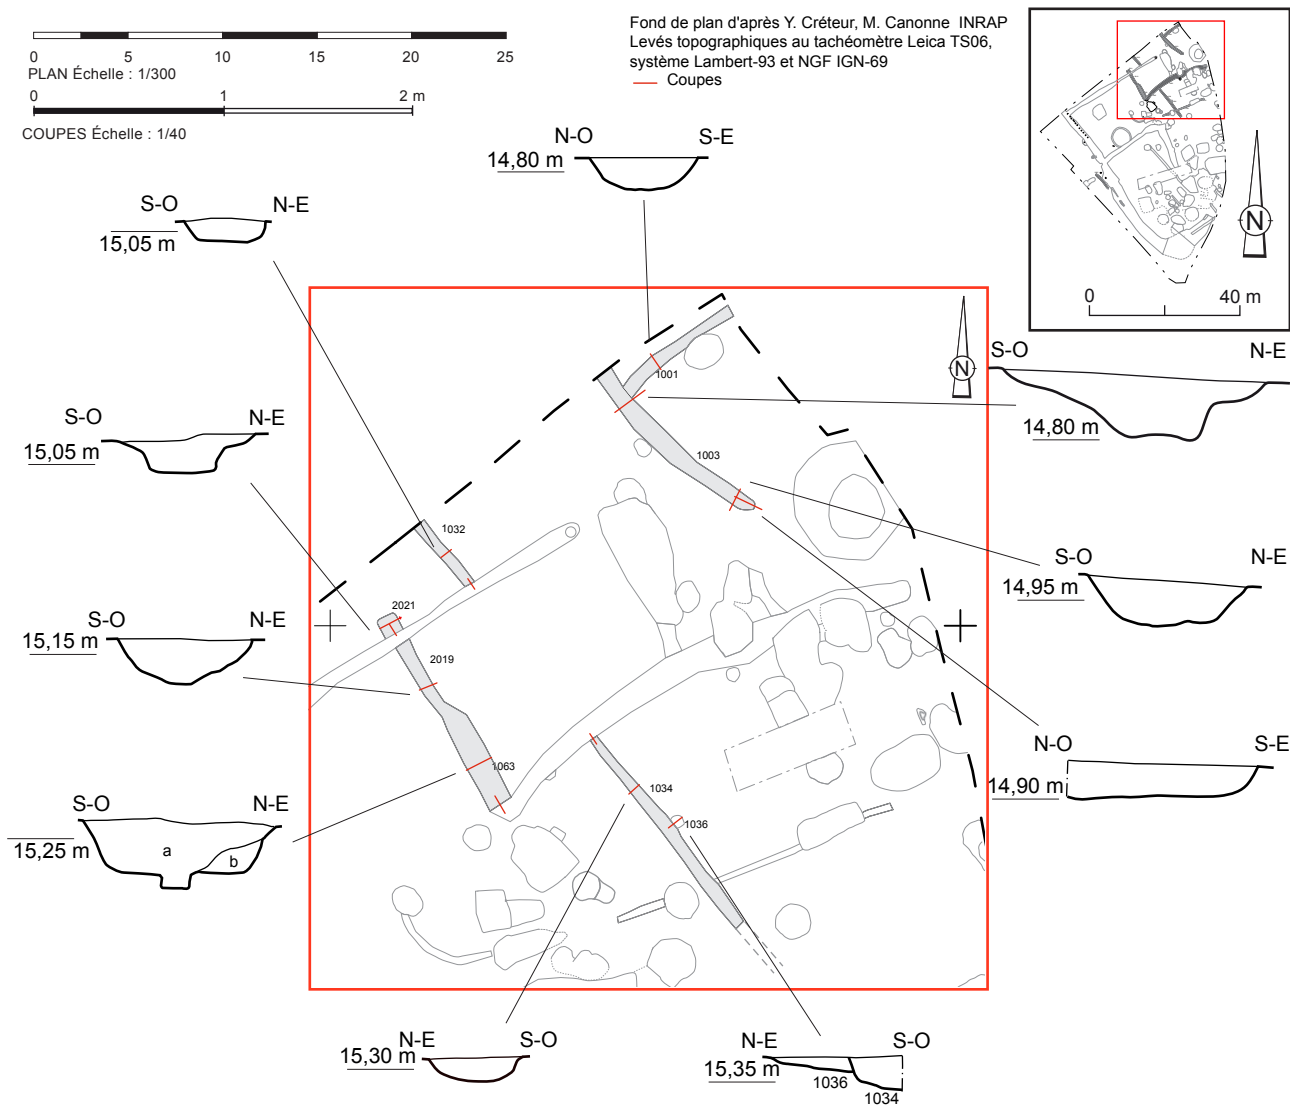 0 5 10 15 20 25
PLAN Échelle : 1/300
0 1 2 m
COUPES Échelle : 1/40
Fond de plan d'après Y. Créteur, M. Canonne INRAP
Levés topographiques au tachéomètre Leica TS06,
système Lambert-93 et NGF IGN-69
Coupes
N
0 40 m
N-O S-E
14,80 m
S-O N-E
15,05 m
S-O N-E
14,80 m
N
1001
1003
S-O N-E
15,05 m
1032
2021
2019
S-O N-E
14,95 m
S-O N-E
15,15 m
1063
1034
1036
N-O S-E
14,90 m
S-O N-E
15,25 m
a
b
N-E S-O
15,30 m
N-E S-O
15,35 m
1036
1034